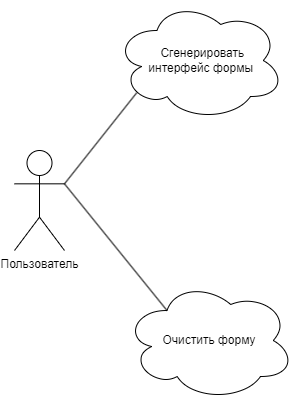 Сгенерировать
интерфейс формы
Пользователь
Очистить форму